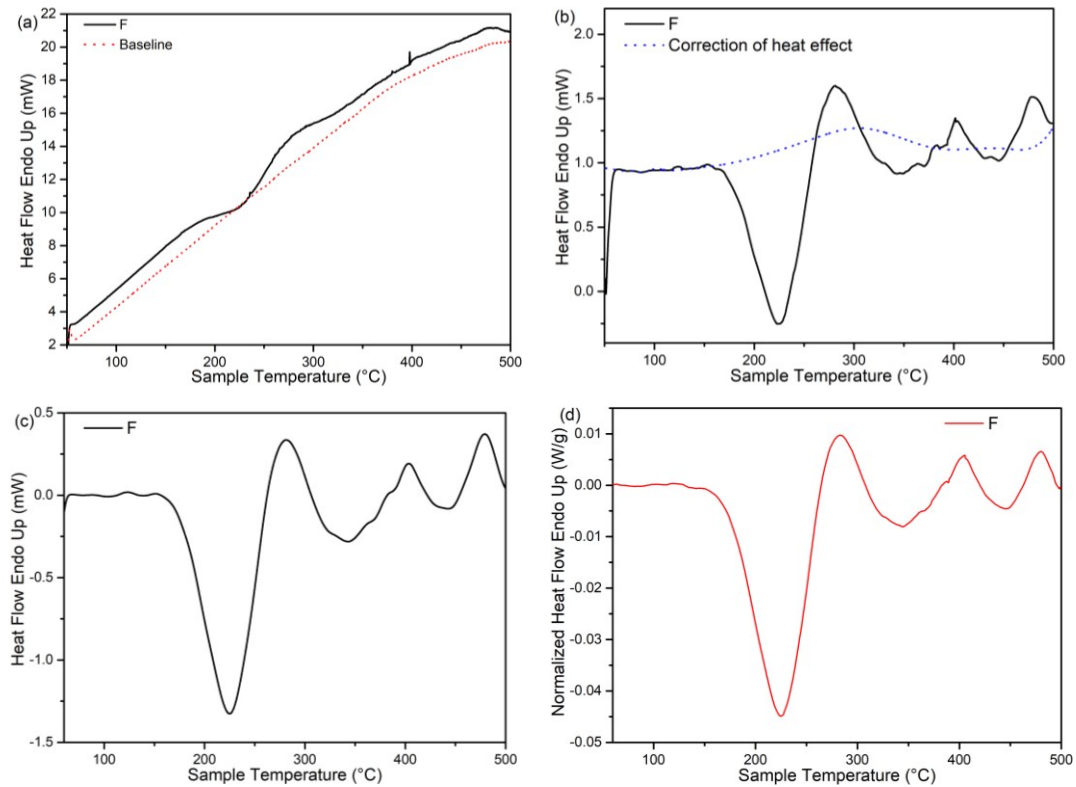 (a)
F
Baseline
22
20
18
16
14
12
10
8
6
4
2
100
200
300
400
500
Heat Flow Endo Up (mW)
Sample Temperature (°C)
(b)
F
Correction of heat effect
2.0
1.5
1.0
0.5
0.0
100
200
300
400
500
Heat Flow Endo Up (mW)
Sample Temperature (°C)
(c)
F
0.5
0.0
-0.5
-1.0
-1.5
100
200
300
400
500
Heat Flow Endo Up (mW)
Sample Temperature (°C)
(d)
F
0.01
0.00
-0.01
-0.02
-0.03
-0.04
-0.05
100
200
300
400
500
Normalized Heat Flow Endo Up (W/g)
Sample Temperature (°C)